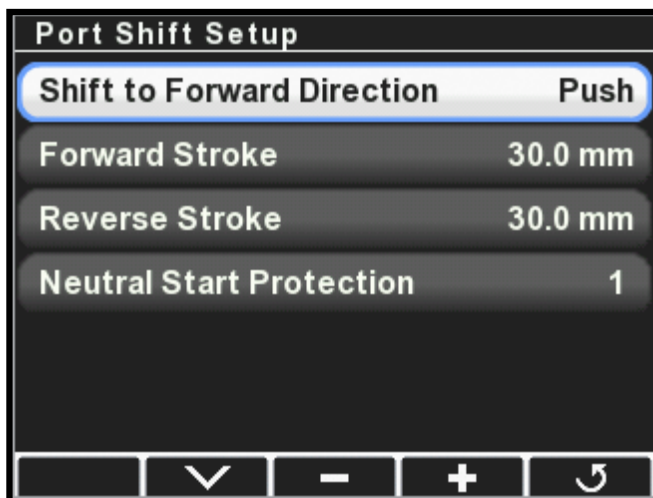 Port Shift Setup
Shift to Forward Direction Push
Forward Stroke 30.0 mm
Reverse Stroke 30.0 mm
Neutral Start Protection 1